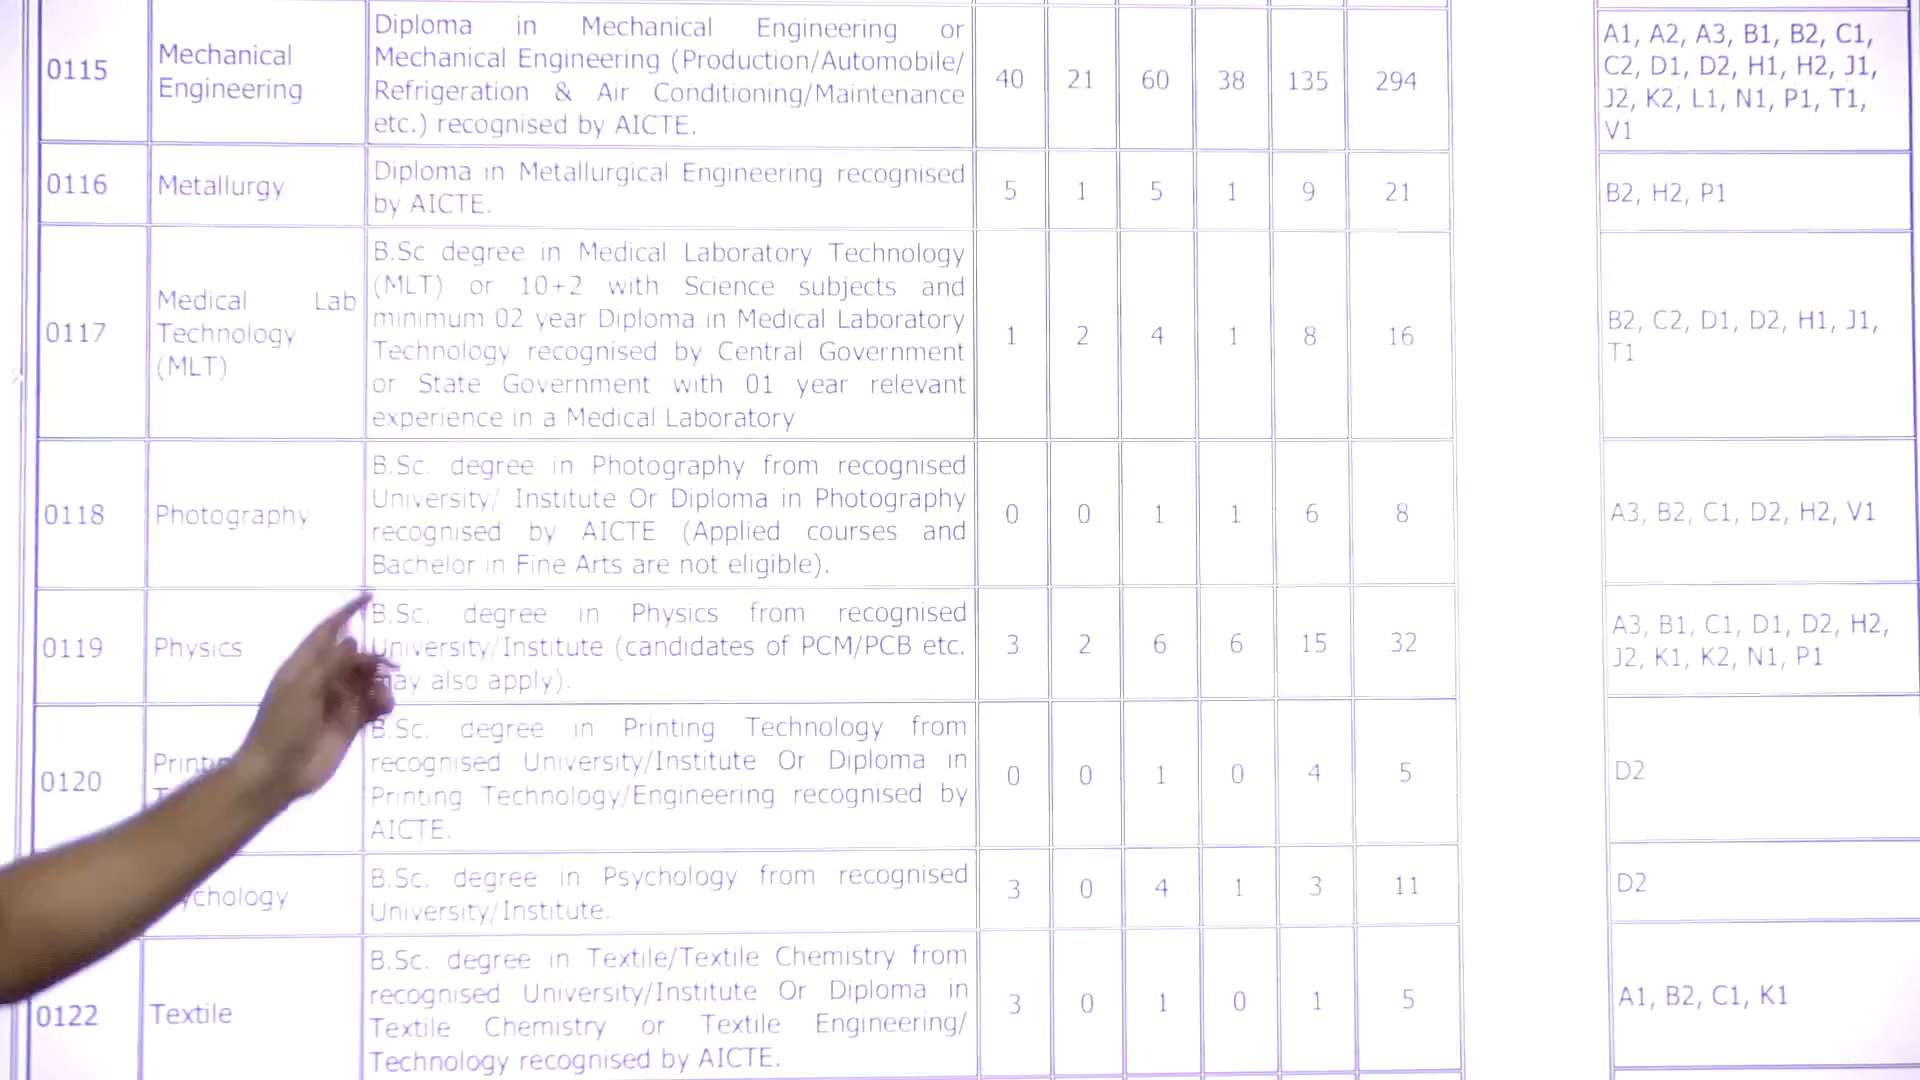 0115
Mechanical
Engineering
Diploma in Mechanical Engineering or
Mechanical Engineering (Production/Automobile/
Refrigeration & Air Conditioning/Maintenance
etc.) recognised by AICTE.
40 21 60 38 135 294
A1, A2, A3, B1, B2, C1,
C2, D1, D2, H1, H2, J1,
J2, K2, L1, N1, P1, T1,
V1
0116
Metallurgy
Diploma in Metallurgical Engineering recognised
by AICTE.
5 1 5 1 9 21
B2, H2, P1
0117
Medical Lab
Technology
(MLT)
B.Sc degree in Medical Laboratory Technology
(MLT) or 10+2 with Science subjects and
minimum 02 year Diploma in Medical Laboratory
Technology recognised by Central Government
or State Government with 01 year relevant
experience in a Medical Laboratory
1 2 4 1 8 16
B2, C2, D1, D2, H1, J1,
T1
0118
Photography
B.Sc. degree in Photography from recognised
University/ Institute Or Diploma in Photography
recognised by AICTE (Applied courses and
Bachelor in Fine Arts are not eligible).
0 0 1 1 6 8
A3, B2, C1, D2, H2, V1
0119
Physics
B.Sc. degree in Physics from recognised
University/Institute (candidates of PCM/PCB etc.
may also apply).
3 2 6 6 15 32
A3, B1, C1, D1, D2, H2,
J2, K1, K2, N1, P1
0120
B.Sc. degree in Printing Technology from
recognised University/Institute Or Diploma in
Printing Technology/Engineering recognised by
AICTE.
0 0 1 0 4 5
D2
B.Sc. degree in Psychology from recognised
University/Institute.
3 0 4 1 3 11
D2
0122
Textile
B.Sc. degree in Textile/Textile Chemistry from
recognised University/Institute Or Diploma in
Textile Chemistry or Textile Engineering/
Technology recognised by AICTE.
3 0 1 0 1 5
A1, B2, C1, K1